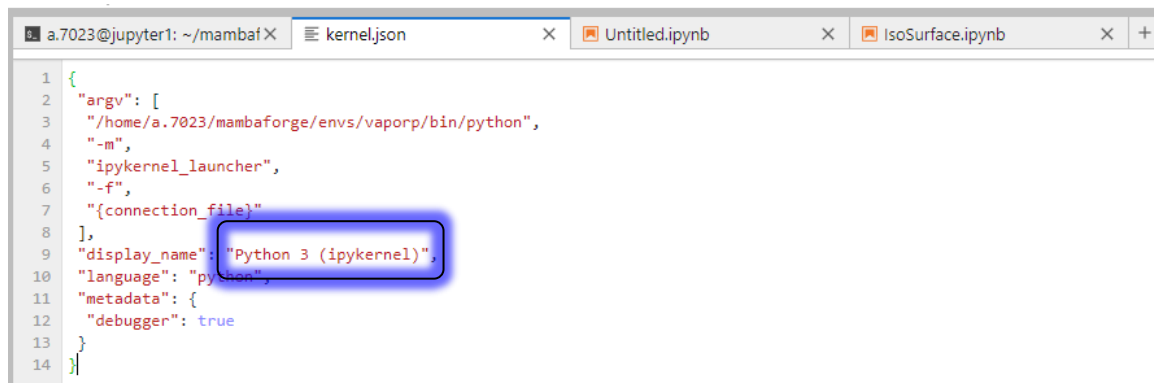 a.7023@jupyter1: ~/mambaf kernel.json Untitled.ipynb IsoSurface.ipynb
1 {
2 "argv": [
3 "/home/a.7023/mambaforge/envs/vaporp/bin/python",
4 "-m",
5 "ipykernel_launcher",
6 "-f",
7 "{connection_file}"
8 ],
9 "display_name": "Python 3 (ipykernel)",
10 "language": "python",
11 "metadata": {
12 "debugger": true
13 }
14 }